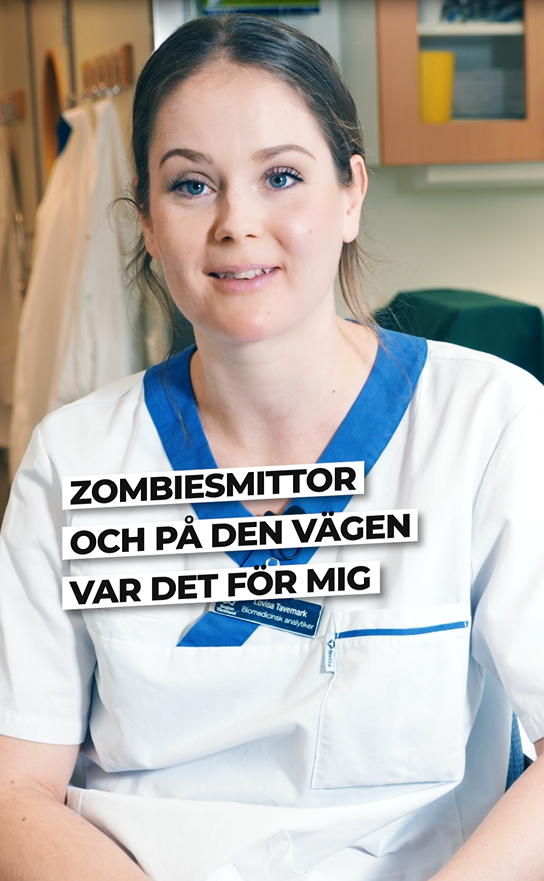 ZOMBIESMITTOR
OCH PÅ DEN VÄGEN
VAR DET FÖR MIG
Lovisa Tavemark
Biomedicinsk analytiker